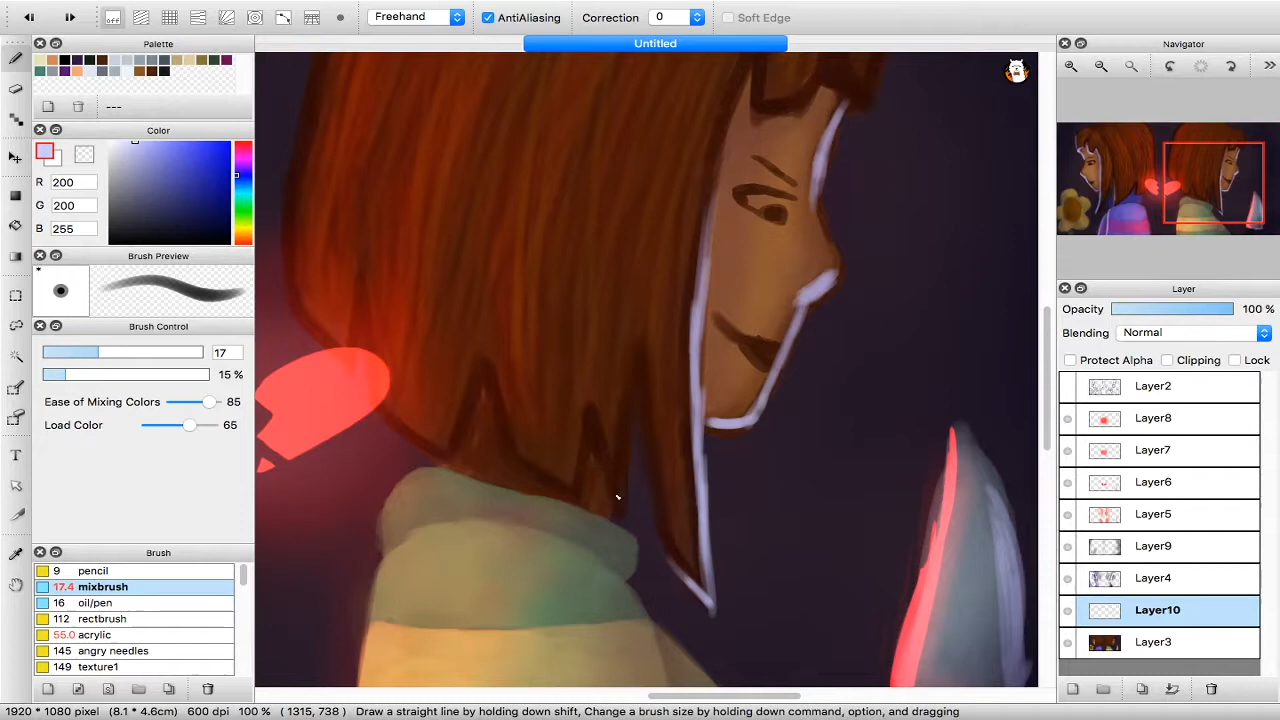 off
Freehand
AntiAliasing
Correction 0
Soft Edge
Palette
Untitled
Navigator
---
Color
R 200
G 200
B 255
Brush Preview
*
Brush Control
17
15 %
Ease of Mixing Colors 85
Load Color 65
Brush
9 pencil
17.4 mixbrush
16 oil/pen
112 rectbrush
55.0 acrylic
145 angry needles
149 texture1
Layer
Opacity 100 %
Blending Normal
Protect Alpha Clipping Lock
Layer2
Layer8
Layer7
Layer6
Layer5
Layer9
Layer4
Layer10
Layer3
1920 * 1080 pixel (8.1 * 4.6cm) 600 dpi 100 % ( 1315, 738 ) Draw a straight line by holding down shift, Change a brush size by holding down command, option, and dragging